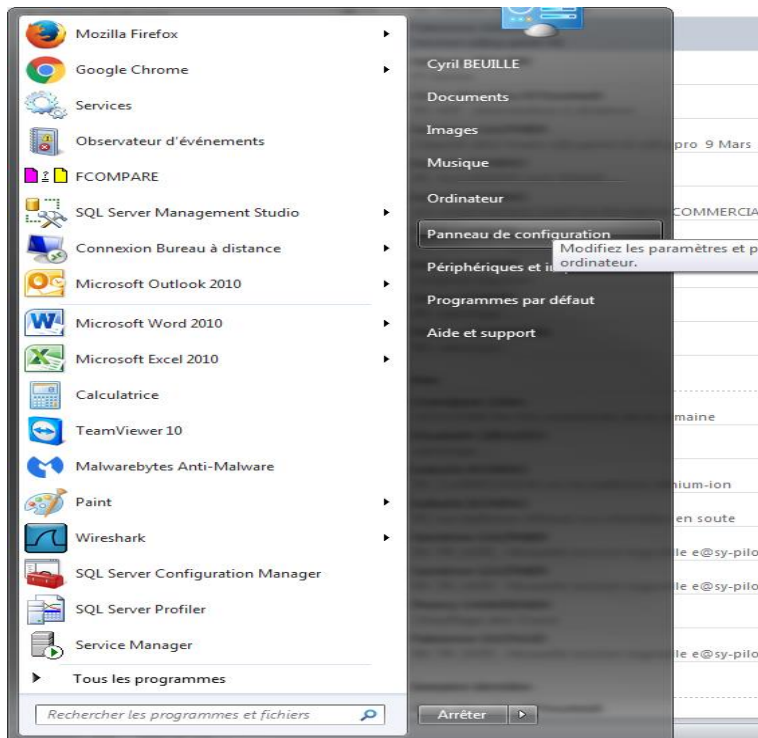 Mozilla Firefox
Google Chrome
Services
Observateur d'événements
FCOMPARE
SQL Server Management Studio
Connexion Bureau à distance
Microsoft Outlook 2010
Microsoft Word 2010
Microsoft Excel 2010
Calculatrice
TeamViewer 10
Malwarebytes Anti-Malware
Paint
Wireshark
SQL Server Configuration Manager
SQL Server Profiler
Service Manager
Tous les programmes
Rechercher les programmes et fichiers
Cyril BEUILLE
Documents
Images
Musique
Ordinateur
Panneau de configuration
Modifiez les paramètres et p
ordinateur.
Périphériques et i
Programmes par défaut
Aide et support
Arrêter
pro 9 Mars
COMMERCIA
maine
ium-ion
en soute
le e@sy-pilo
le e@sy-pilo
le e@sy-pilo